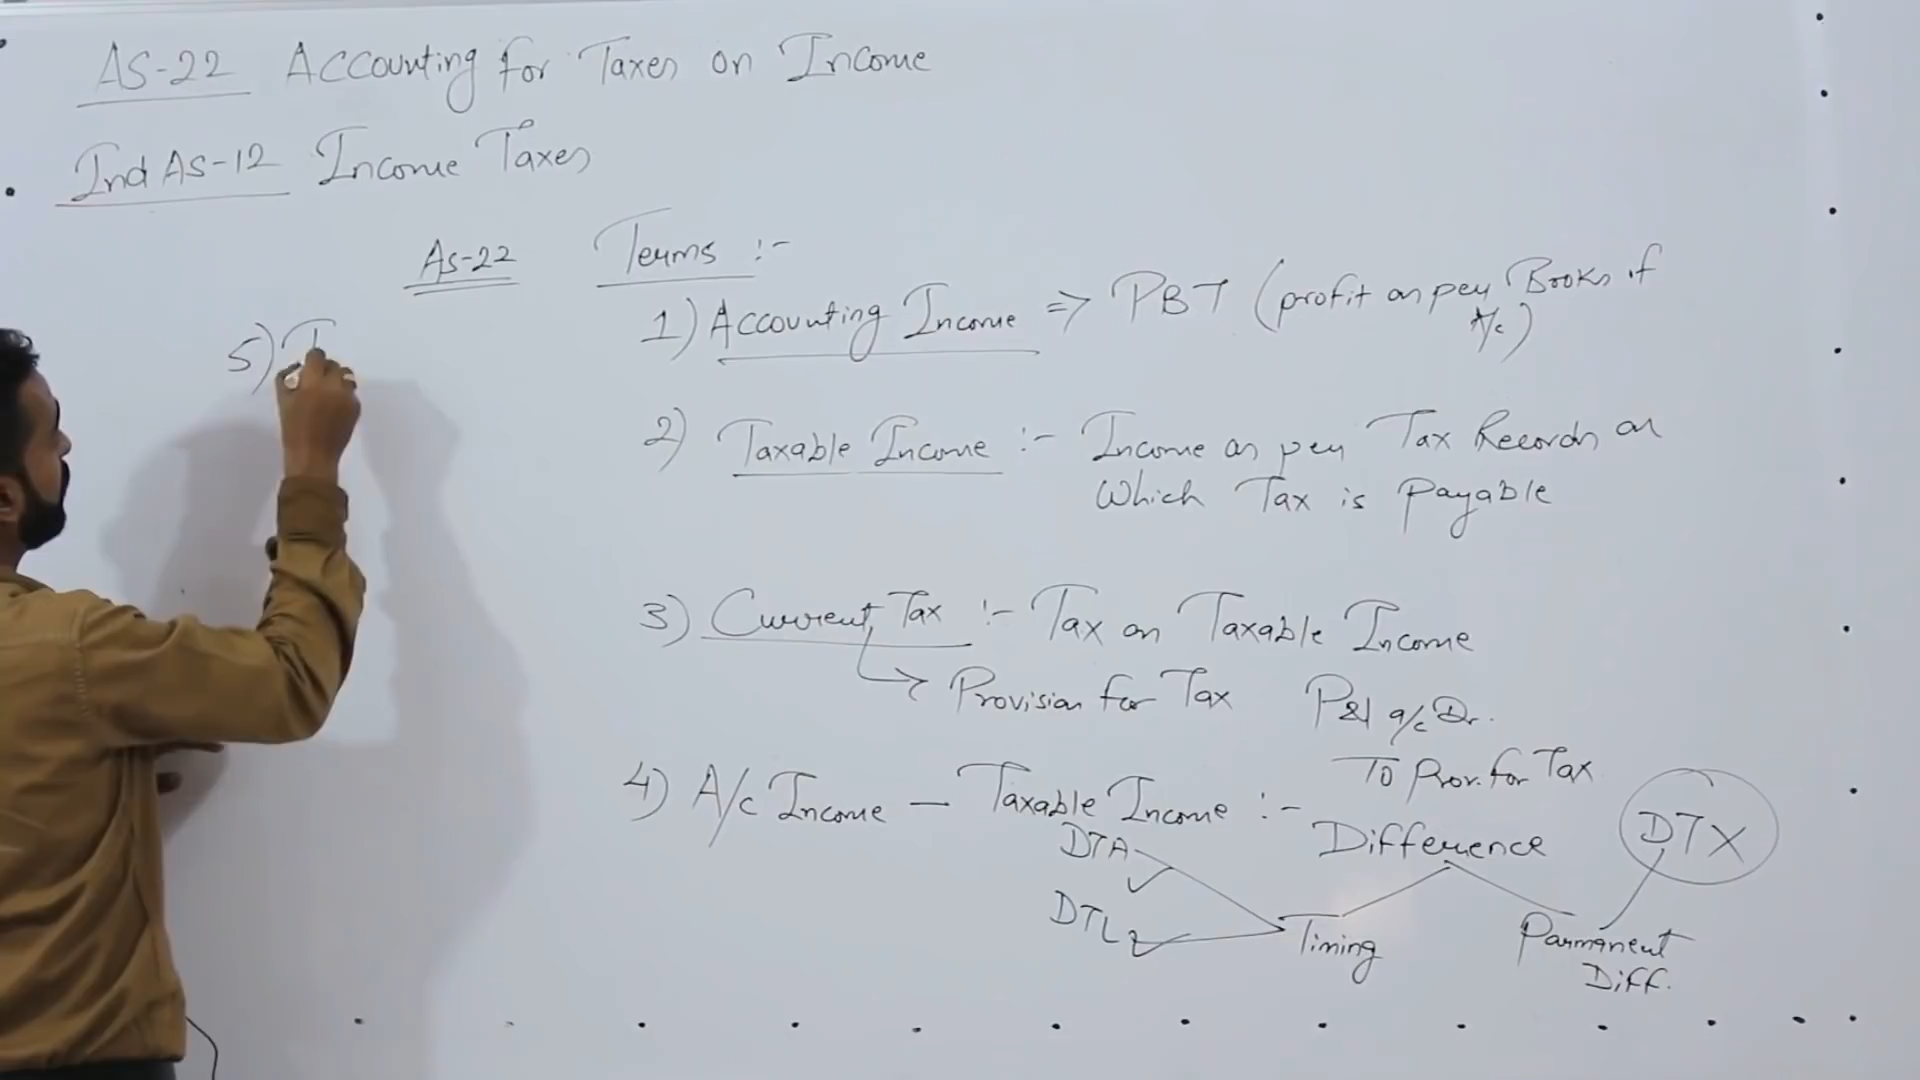 AS-22 Accounting for Taxes on Income
Ind AS-12 Income Taxes
As-22 Terms :-
1) Accounting Income => PBT (profit as per Books of
A/c)
2) Taxable Income :- Income as per Tax Records on
Which Tax is Payable
3) Current Tax :- Tax on Taxable Income
Provision for Tax P&l a/c Dr.
To Prov. for Tax
4) A/c Income - Taxable Income :-
Difference
DTX
DTA
DTL
Timing
Parmanent
Diff.
5) T